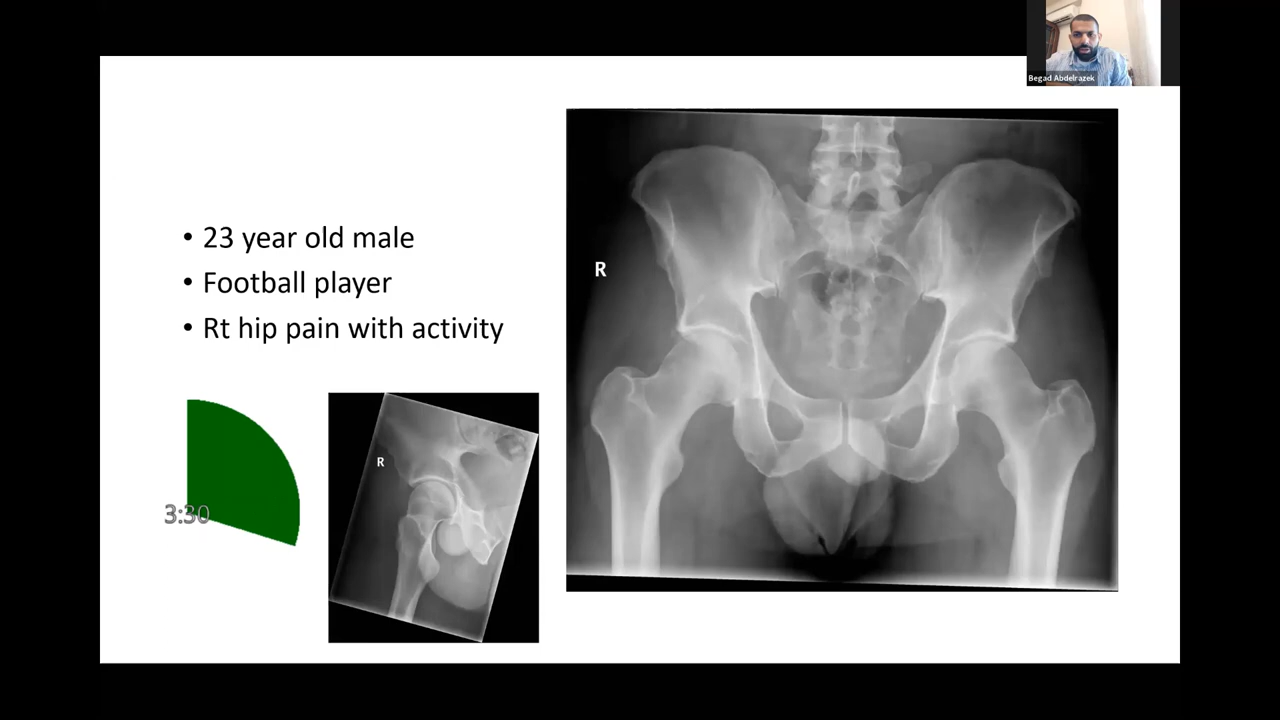 Begad Abdelrazek
• 23 year old male
• Football player
• Rt hip pain with activity
R
3:30
R